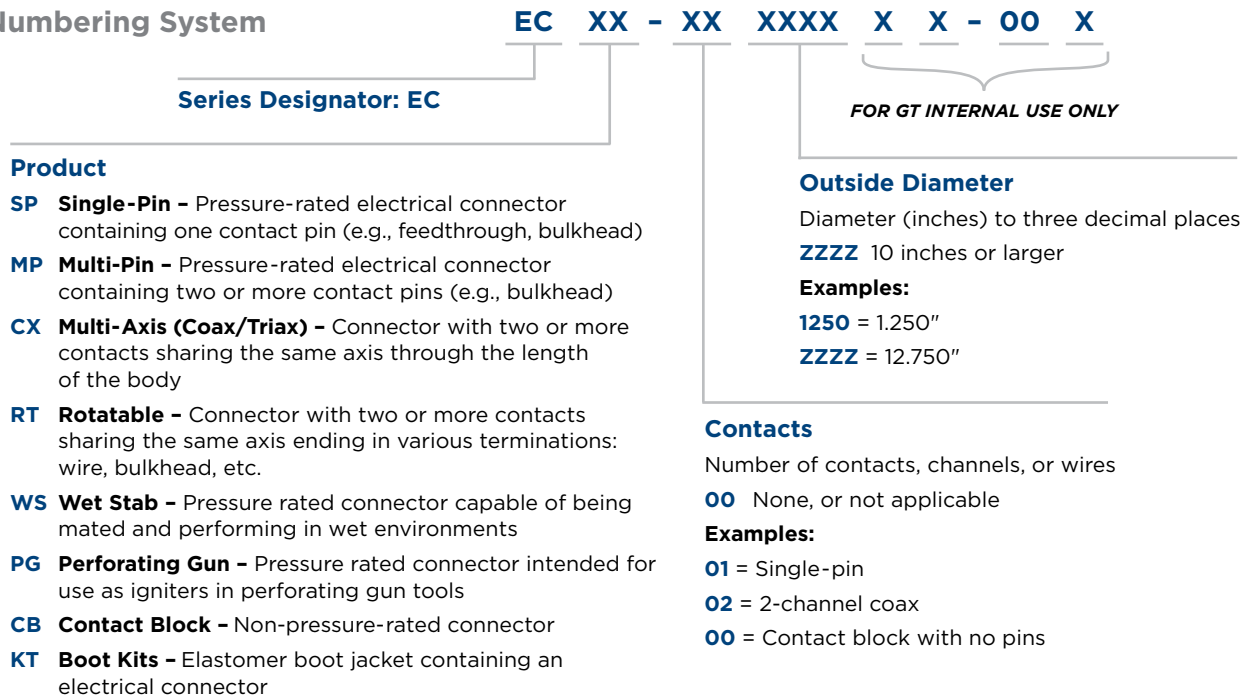 Numbering System
EC XX – XX XXXX X X – 00 X
Series Designator: EC
FOR GT INTERNAL USE ONLY
Product
SP Single-Pin – Pressure-rated electrical connector
containing one contact pin (e.g., feedthrough, bulkhead)
MP Multi-Pin – Pressure-rated electrical connector
containing two or more contact pins (e.g., bulkhead)
CX Multi-Axis (Coax/Triax) – Connector with two or more
contacts sharing the same axis through the length
of the body
RT Rotatable – Connector with two or more contacts
sharing the same axis ending in various terminations:
wire, bulkhead, etc.
WS Wet Stab – Pressure rated connector capable of being
mated and performing in wet environments
PG Perforating Gun – Pressure rated connector intended for
use as igniters in perforating gun tools
CB Contact Block – Non-pressure-rated connector
KT Boot Kits – Elastomer boot jacket containing an
electrical connector
Outside Diameter
Diameter (inches) to three decimal places
ZZZZ 10 inches or larger
Examples:
1250 = 1.250"
ZZZZ = 12.750"
Contacts
Number of contacts, channels, or wires
00 None, or not applicable
Examples:
01 = Single-pin
02 = 2-channel coax
00 = Contact block with no pins